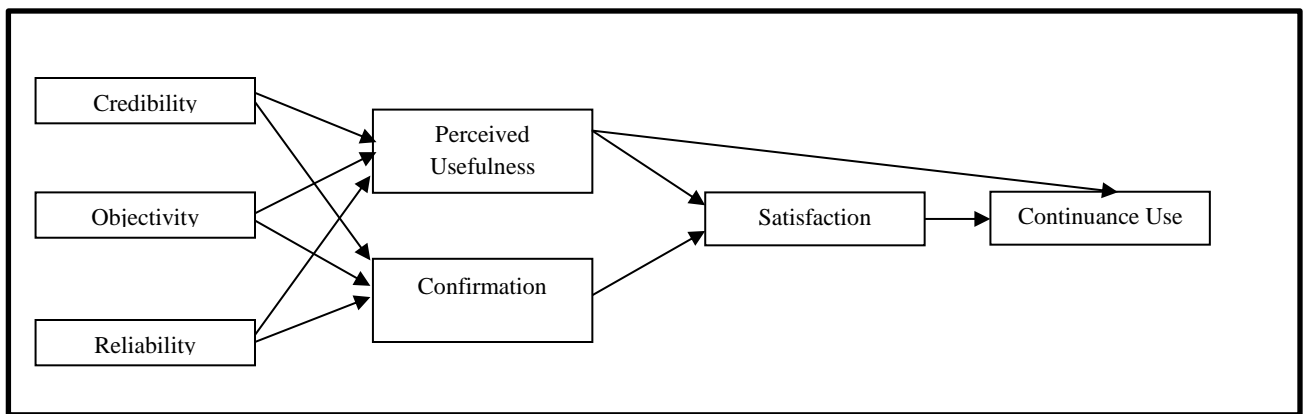 Credibility
Perceived
Usefulness
Objectivity
Satisfaction
Continuance Use
Confirmation
Reliability